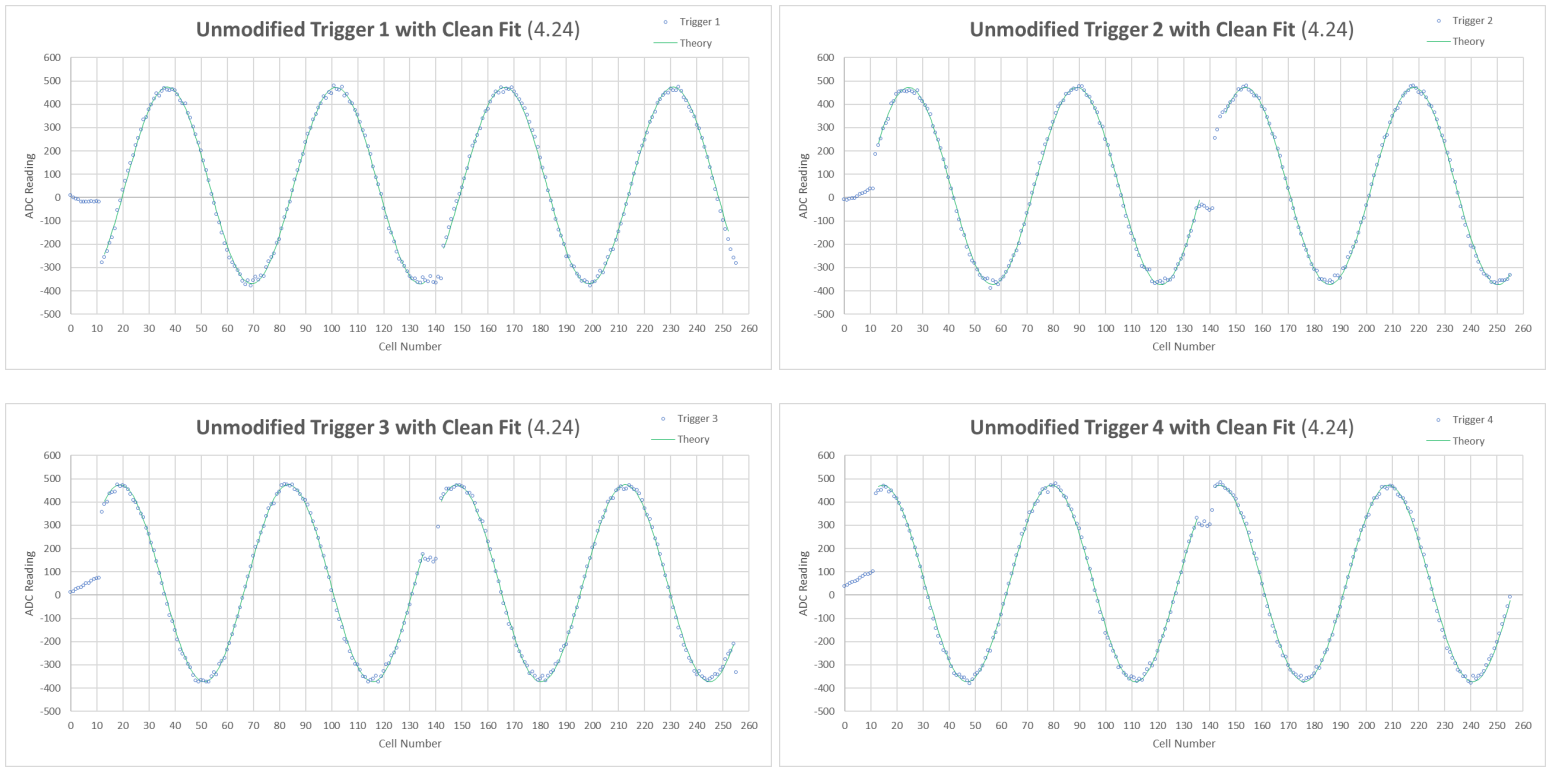 Unmodified Trigger 1 with Clean Fit (4.24)
Trigger 1
Theory
600
500
400
300
200
100
0
-100
-200
-300
-400
-500
ADC Reading
0 10 20 30 40 50 60 70 80 90 100 110 120 130 140 150 160 170 180 190 200 210 220 230 240 250 260
Cell Number
Unmodified Trigger 2 with Clean Fit (4.24)
Trigger 2
Theory
600
500
400
300
200
100
0
-100
-200
-300
-400
-500
ADC Reading
0 10 20 30 40 50 60 70 80 90 100 110 120 130 140 150 160 170 180 190 200 210 220 230 240 250 260
Cell Number
Unmodified Trigger 3 with Clean Fit (4.24)
Trigger 3
Theory
600
500
400
300
200
100
0
-100
-200
-300
-400
-500
ADC Reading
0 10 20 30 40 50 60 70 80 90 100 110 120 130 140 150 160 170 180 190 200 210 220 230 240 250 260
Cell Number
Unmodified Trigger 4 with Clean Fit (4.24)
Trigger 4
Theory
600
500
400
300
200
100
0
-100
-200
-300
-400
-500
ADC Reading
0 10 20 30 40 50 60 70 80 90 100 110 120 130 140 150 160 170 180 190 200 210 220 230 240 250 260
Cell Number